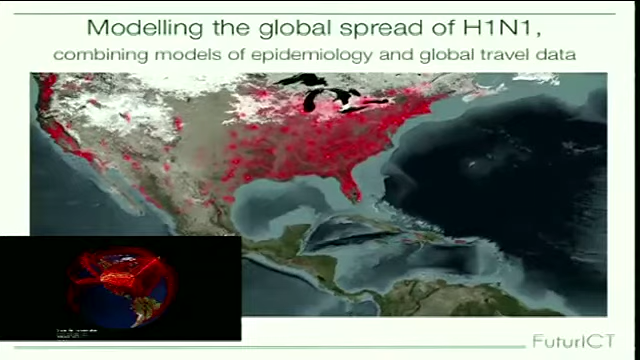 Modelling the global spread of H1N1,
combining models of epidemiology and global travel data
FuturICT